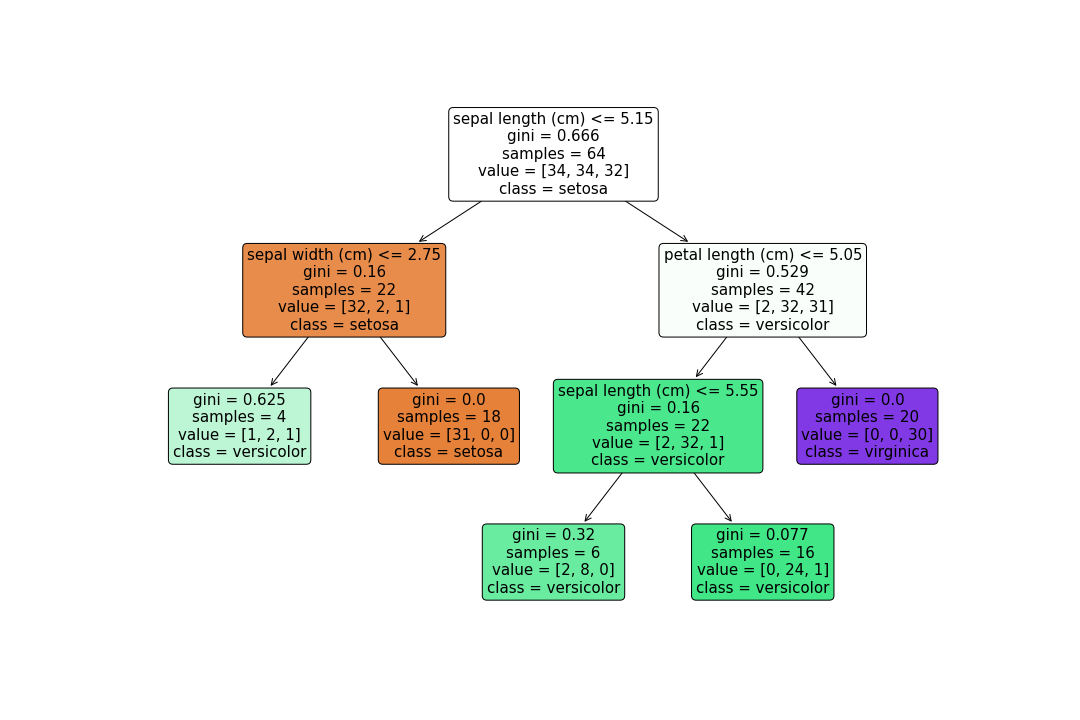 sepal length (cm) <= 5.15
gini = 0.666
samples = 64
value = [34, 34, 32]
class = setosa
sepal width (cm) <= 2.75
gini = 0.16
samples = 22
value = [32, 2, 1]
class = setosa
petal length (cm) <= 5.05
gini = 0.529
samples = 42
value = [2, 32, 31]
class = versicolor
gini = 0.625
samples = 4
value = [1, 2, 1]
class = versicolor
gini = 0.0
samples = 18
value = [31, 0, 0]
class = setosa
sepal length (cm) <= 5.55
gini = 0.16
samples = 22
value = [2, 32, 1]
class = versicolor
gini = 0.0
samples = 20
value = [0, 0, 30]
class = virginica
gini = 0.32
samples = 6
value = [2, 8, 0]
class = versicolor
gini = 0.077
samples = 16
value = [0, 24, 1]
class = versicolor